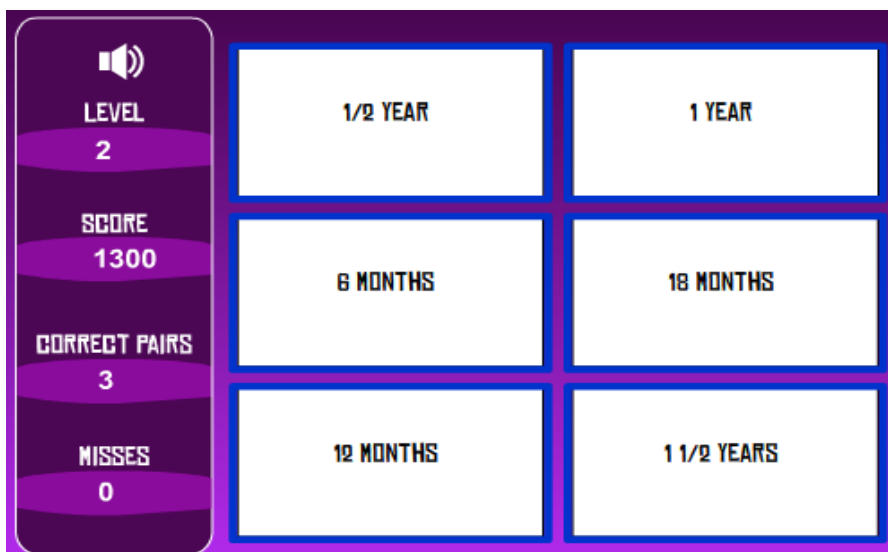 LEVEL
2
SCORE
1300
CORRECT PAIRS
3
MISSES
0
1/2 YEAR
1 YEAR
6 MONTHS
18 MONTHS
12 MONTHS
1 1/2 YEARS